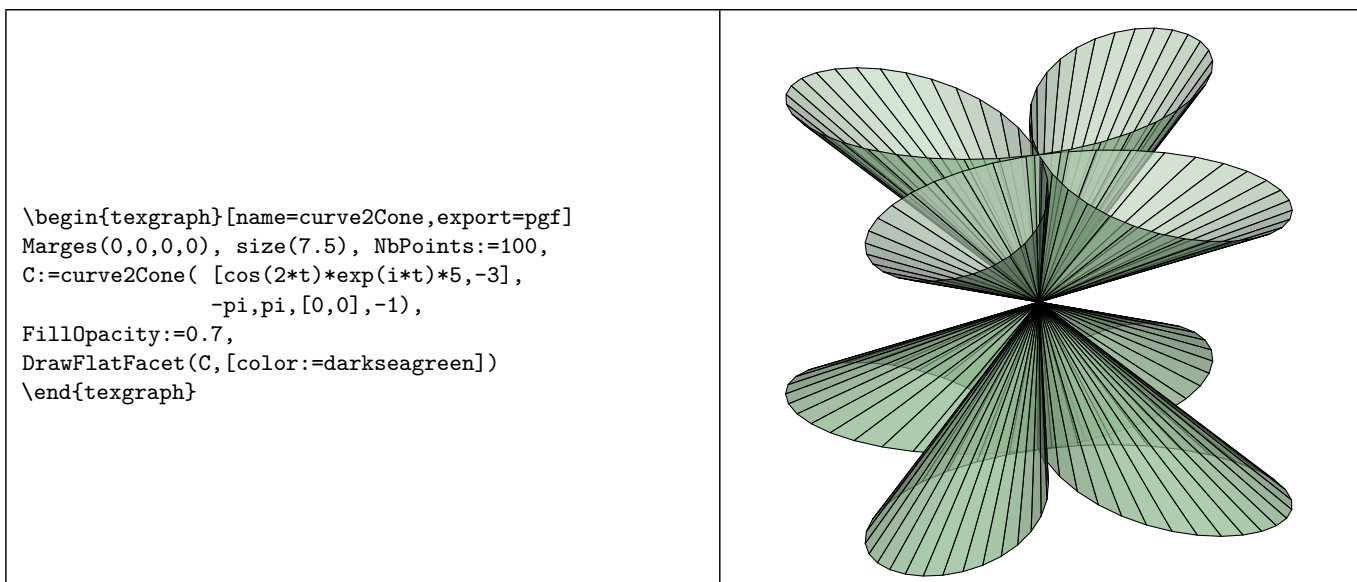 \begin{texgraph}[name=curve2Cone,export=pgf]
Marges(0,0,0,0), size(7.5), NbPoints:=100,
C:=curve2Cone( [cos(2*t)*exp(i*t)*5,-3],
-pi,pi,[0,0],-1),
FillOpacity:=0.7,
DrawFlatFacet(C,[color:=darkseagreen])
\end{texgraph}